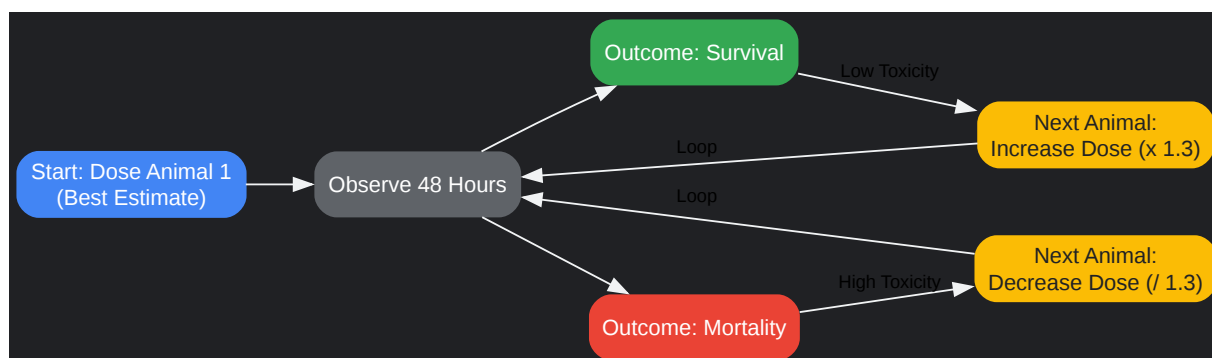 Outcome: Survival
Low Toxicity
Next Animal:
Increase Dose (x 1.3)
Loop
Start: Dose Animal 1
(Best Estimate)
Observe 48 Hours
Loop
Next Animal:
Decrease Dose (/ 1.3)
High Toxicity
Outcome: Mortality